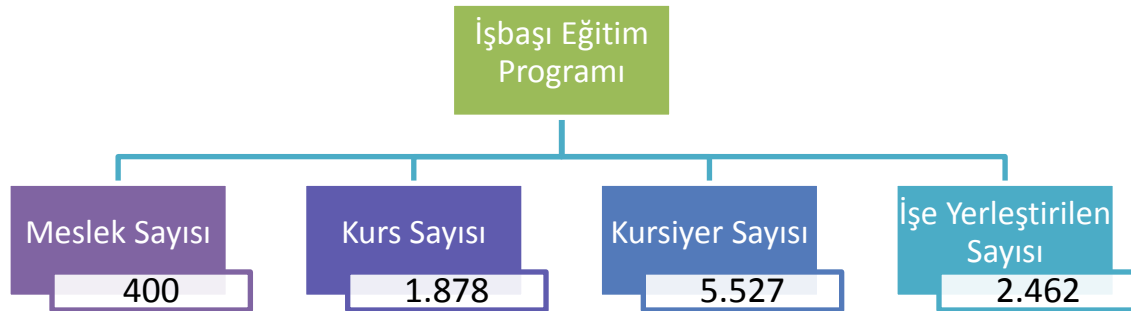 İşbaşı Eğitim
Programı
Meslek Sayısı
400
Kurs Sayısı
1.878
Kursiyer Sayısı
5.527
İşe Yerleştirilen
Sayısı
2.462